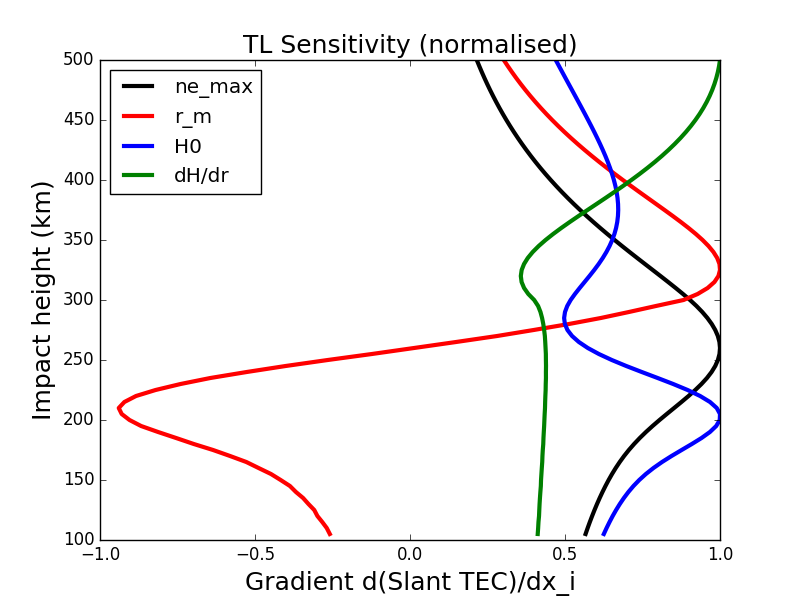 TL Sensitivity (normalised)
500
450
400
350
300
250
200
150
100
Impact height (km)
ne_max
r_m
H0
dH/dr
−1.0
−0.5
0.0
0.5
1.0
Gradient d(Slant TEC)/dx_i